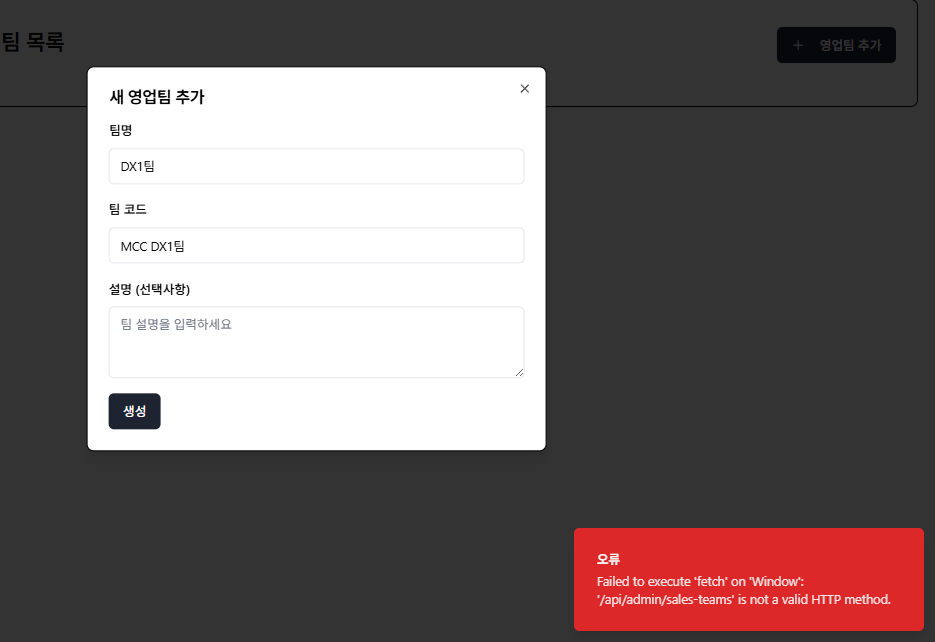 팀 목록
+ 영업팀 추가
새 영업팀 추가
팀명
DX1팀
팀 코드
MCC DX1팀
설명 (선택사항)
팀 설명을 입력하세요
생성
오류
Failed to execute 'fetch' on 'Window':
'/api/admin/sales-teams' is not a valid HTTP method.